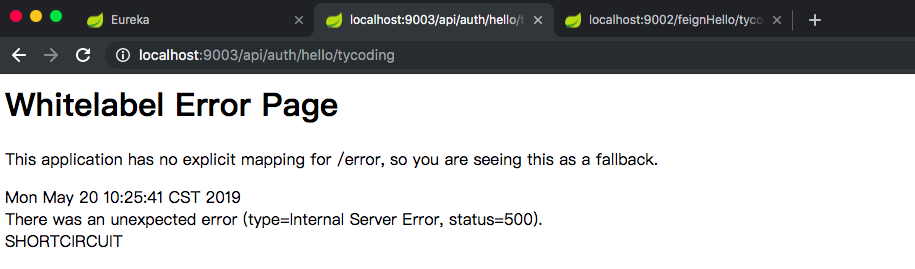 Eureka
localhost:9003/api/auth/hello/t
localhost:9002/feignHello/tyco
localhost:9003/api/auth/hello/tycoding
Whitelabel Error Page
This application has no explicit mapping for /error, so you are seeing this as a fallback.
Mon May 20 10:25:41 CST 2019
There was an unexpected error (type=Internal Server Error, status=500).
SHORTCIRCUIT